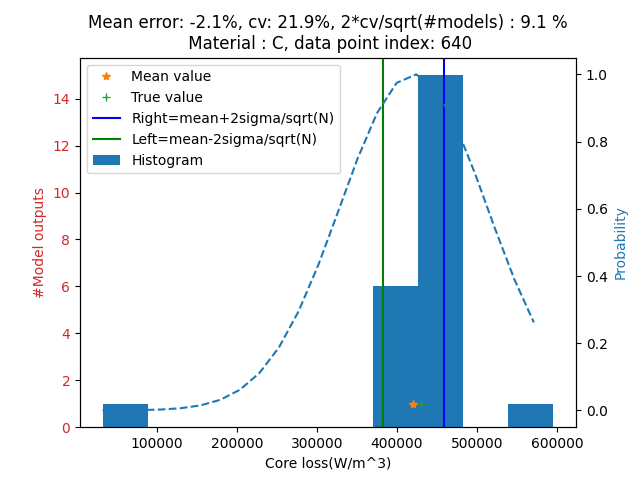 Mean error: -2.1%, cv: 21.9%, 2*cv/sqrt(#models) : 9.1 %
Material : C, data point index: 640
Mean value
True value
Right=mean+2sigma/sqrt(N)
Left=mean-2sigma/sqrt(N)
Histogram
#Model outputs
14
12
10
8
6
4
2
0
1.0
0.8
0.6
0.4
0.2
0.0
Probability
100000 200000 300000 400000 500000 600000
Core loss(W/m^3)